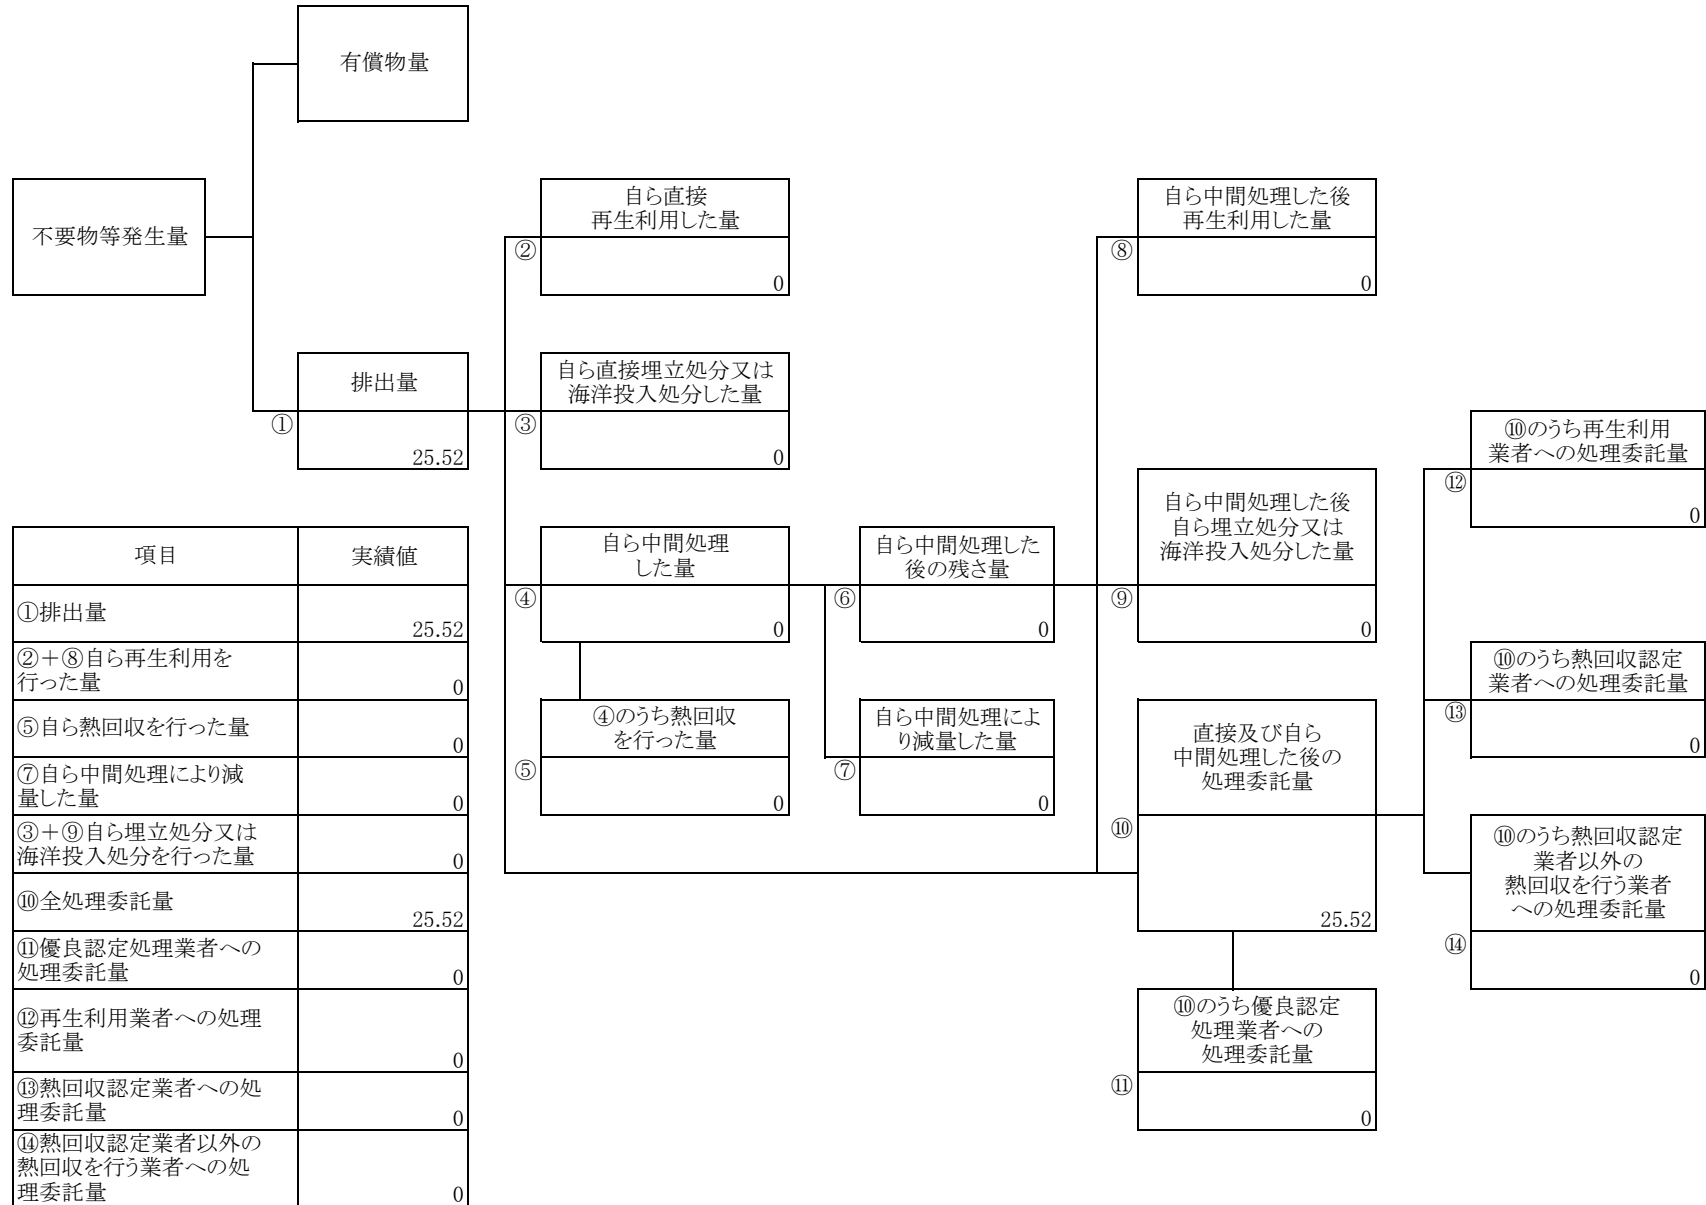 有償物量
不要物等発生量
自ら直接
再生利用した量
②
0
自ら中間処理した後
再生利用した量
⑧
0
排出量
①
25.52
自ら直接埋立処分又は
海洋投入処分した量
③
0
⑩のうち再生利用
業者への処理委託量
⑫
0
自ら中間処理
した量
④
0
自ら中間処理した
後の残さ量
⑥
0
自ら中間処理した後
自ら埋立処分又は
海洋投入処分した量
⑨
0
⑩のうち熱回収認定
業者への処理委託量
⑬
0
④のうち熱回収
を行った量
⑤
0
自ら中間処理によ
り減量した量
⑦
0
直接及び自ら
中間処理した後の
処理委託量
⑩
25.52
⑩のうち熱回収認定
業者以外の
熱回収を行う業者
への処理委託量
⑭
0
⑩のうち優良認定
処理業者への
処理委託量
⑪
0
項目 実績値
①排出量
25.52
②＋⑧自ら再生利用を
行った量
0
⑤自ら熱回収を行った量
0
⑦自ら中間処理により減
量した量
0
③＋⑨自ら埋立処分又は
海洋投入処分を行った量
0
⑩全処理委託量
25.52
⑪優良認定処理業者への
処理委託量
0
⑫再生利用業者への処理
委託量
0
⑬熱回収認定業者への処
理委託量
0
⑭熱回収認定業者以外の
熱回収を行う業者への処
理委託量
0